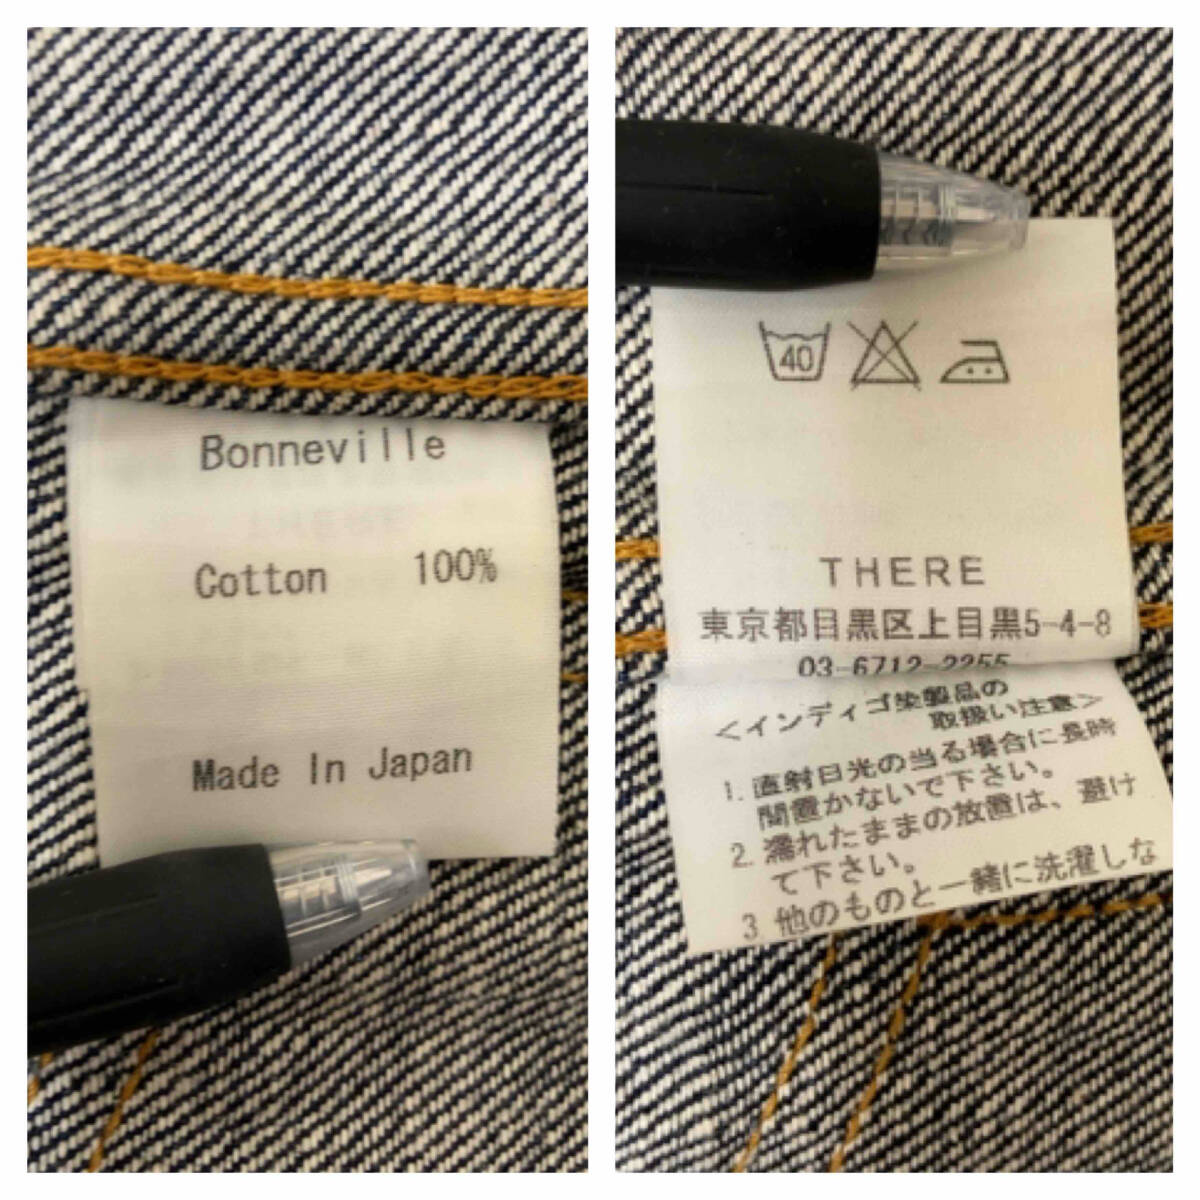 Bonneville
Cotton 100%
Made In Japan
40
THERE
東京都目黒区上目黒5-4-8
03-6712-2255
<インディゴ染製品の
取扱い注意>
1. 直射日光の当る場合に長時
間置かないで下さい。
2. 濡れたままの放置は、避け
て下さい。
3. 他のものと一緒に洗濯しな